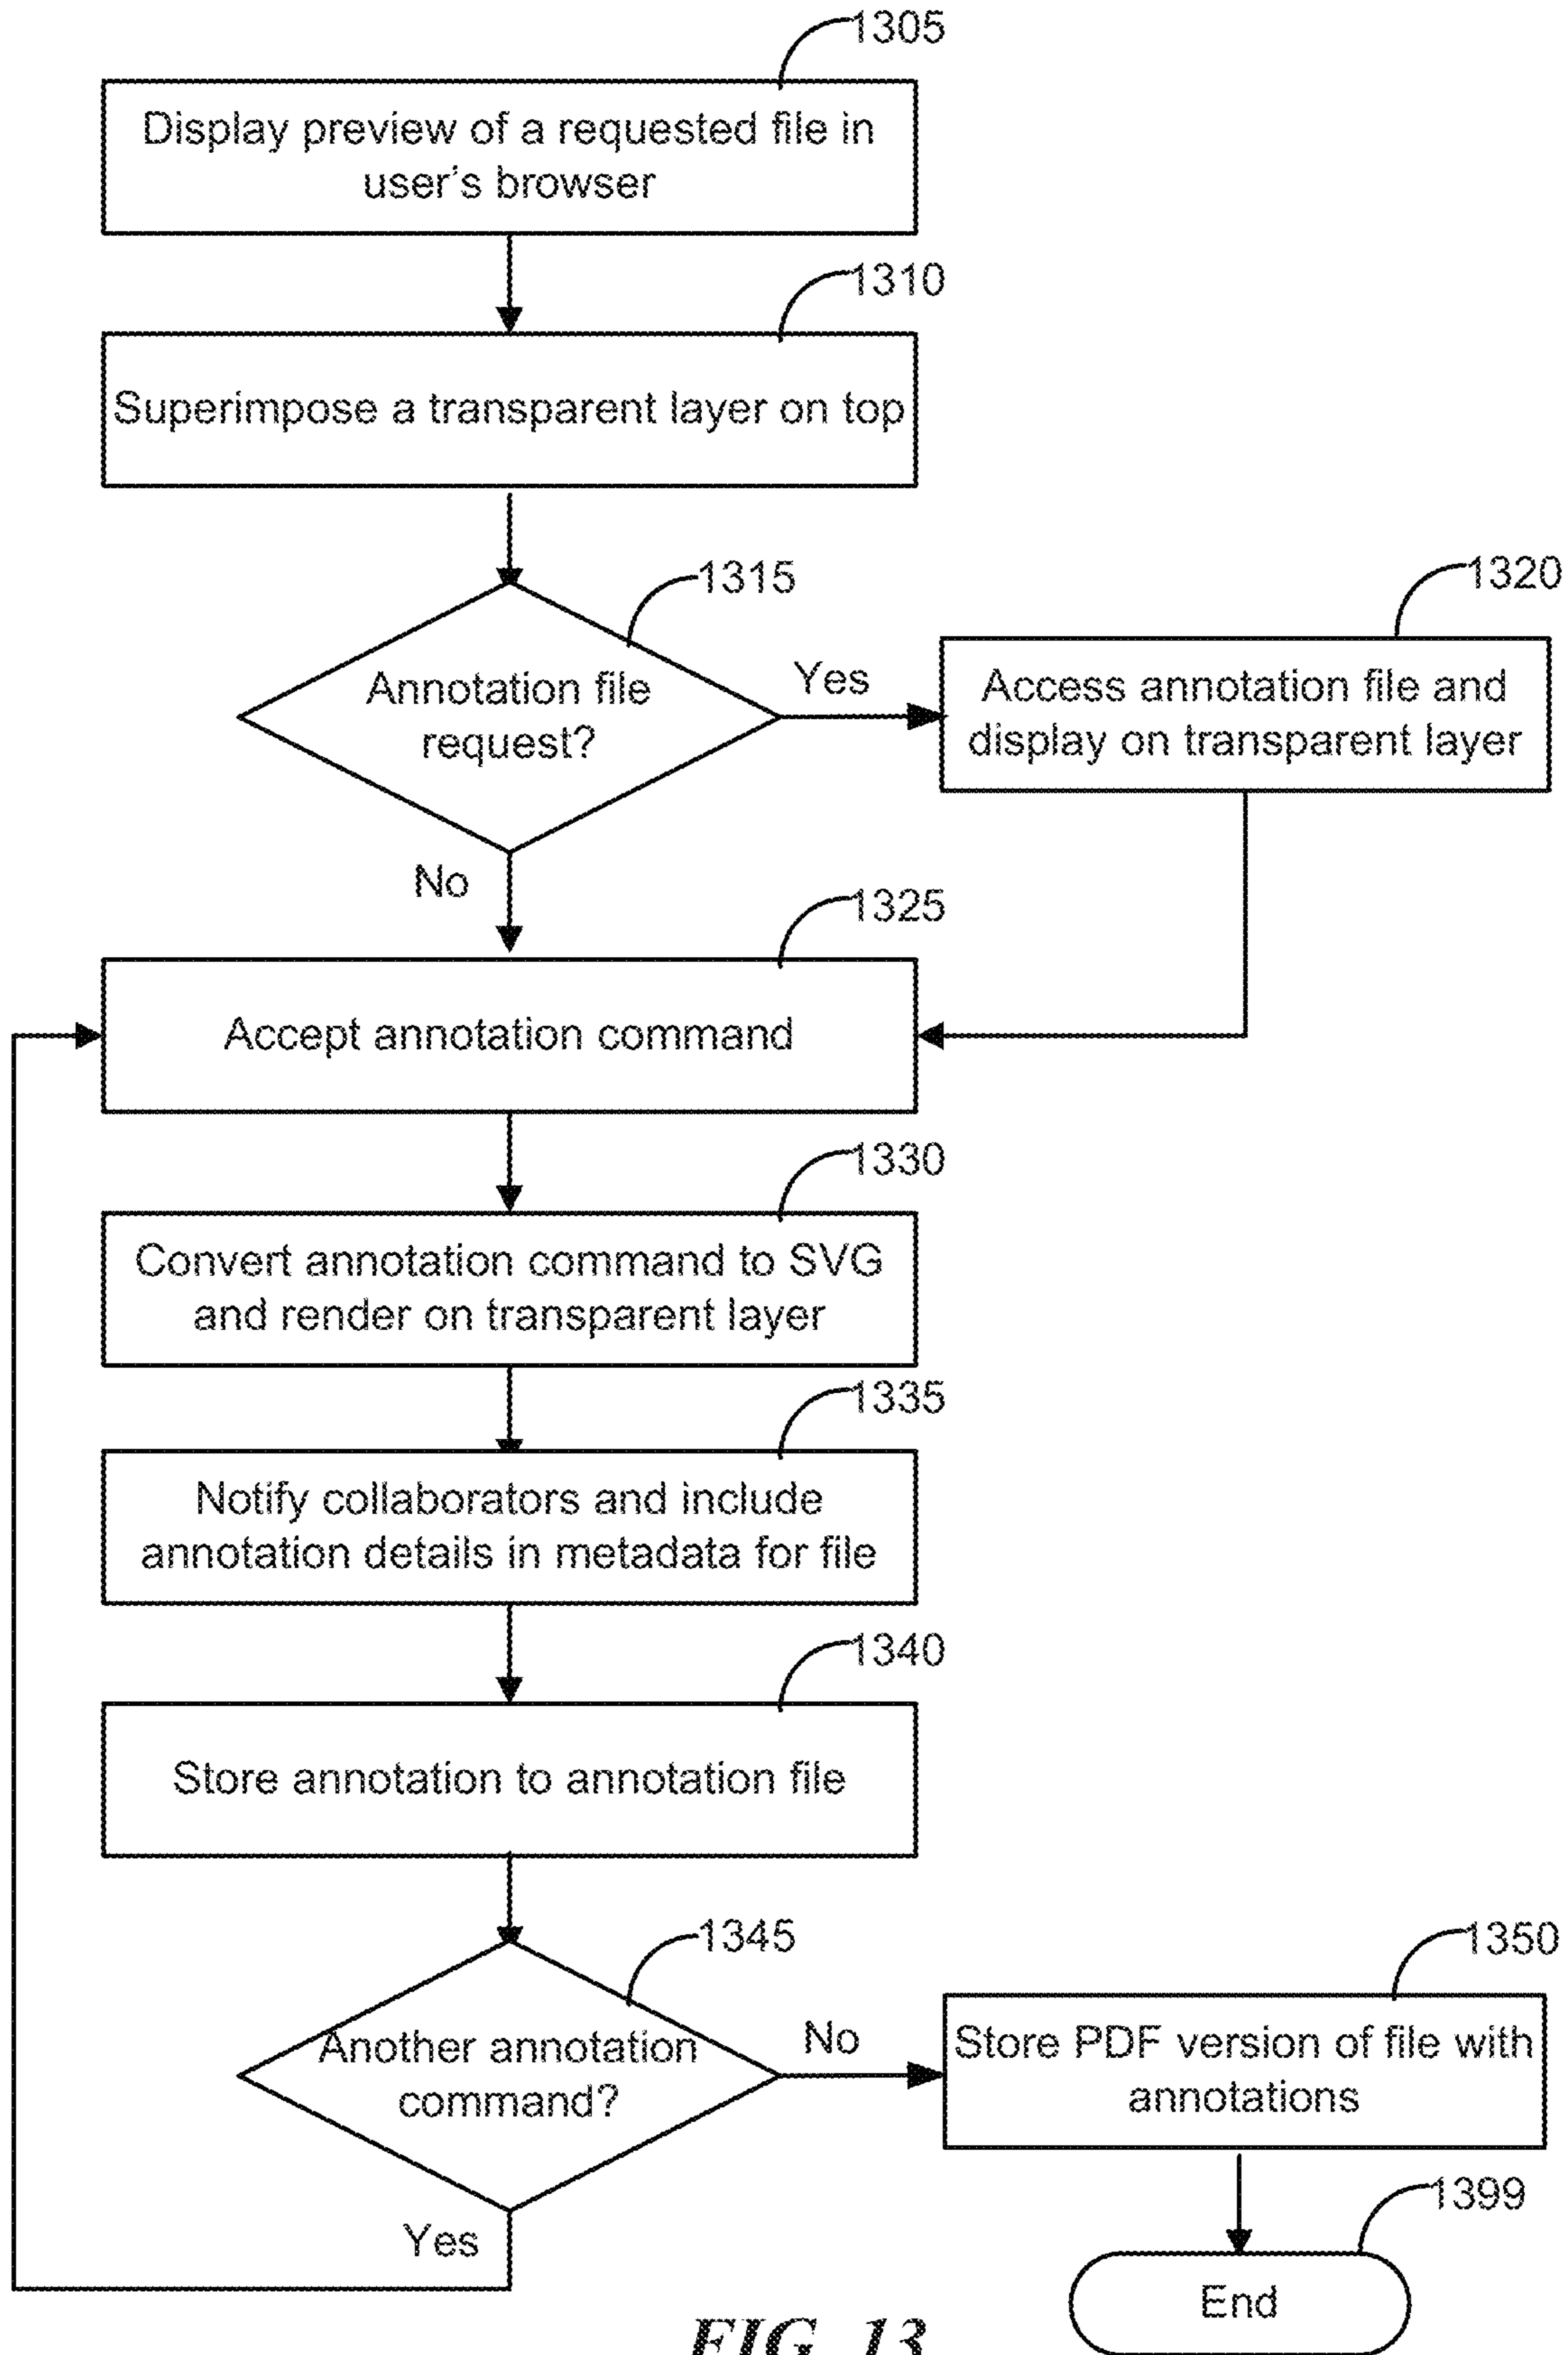 1305
Display preview of a requested file in
user's browser
1310
Superimpose a transparent layer on top
1315
Annotation file
request?
Yes
1320
Access annotation file and
display on transparent layer
No
1325
Accept annotation command
1330
Convert annotation command to SVG
and render on transparent layer
1335
Notify collaborators and include
annotation details in metadata for file
1340
Store annotation to annotation file
1345
Another annotation
command?
No
1350
Store PDF version of file with
annotations
Yes
1399
End
FIG. 13